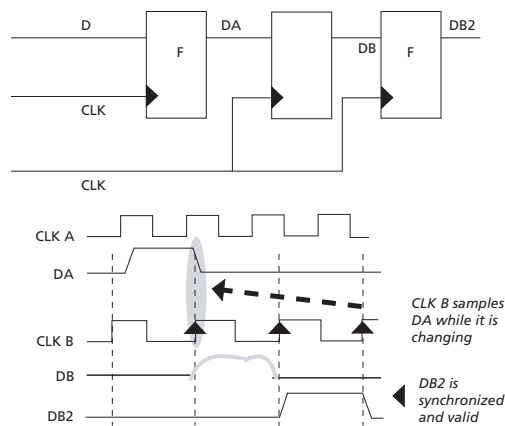 D
DA
DB2
F
F
DB
CLK
CLK
CLK A
DA
CLK B samples
DA while it is
changing
CLK B
DB
DB2 is
synchronized
and valid
DB2